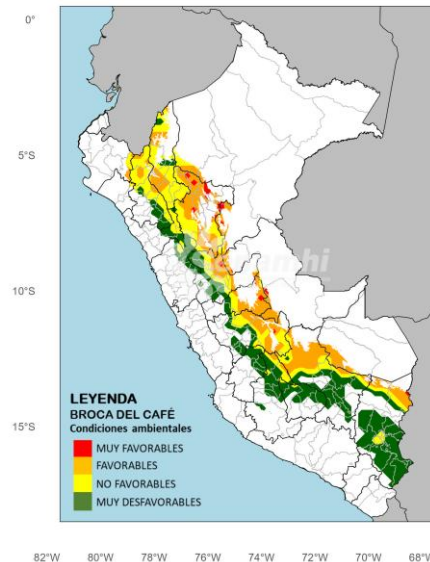 0°
5°S
10°S
15°S
senamhi
LEYENDA
BROCA DEL CAFÉ
Condiciones ambientales
MUY FAVORABLES
FAVORABLES
NO FAVORABLES
MUY DESFAVORABLES
82°W 80°W 78°W 76°W 74°W 72°W 70°W 68°W